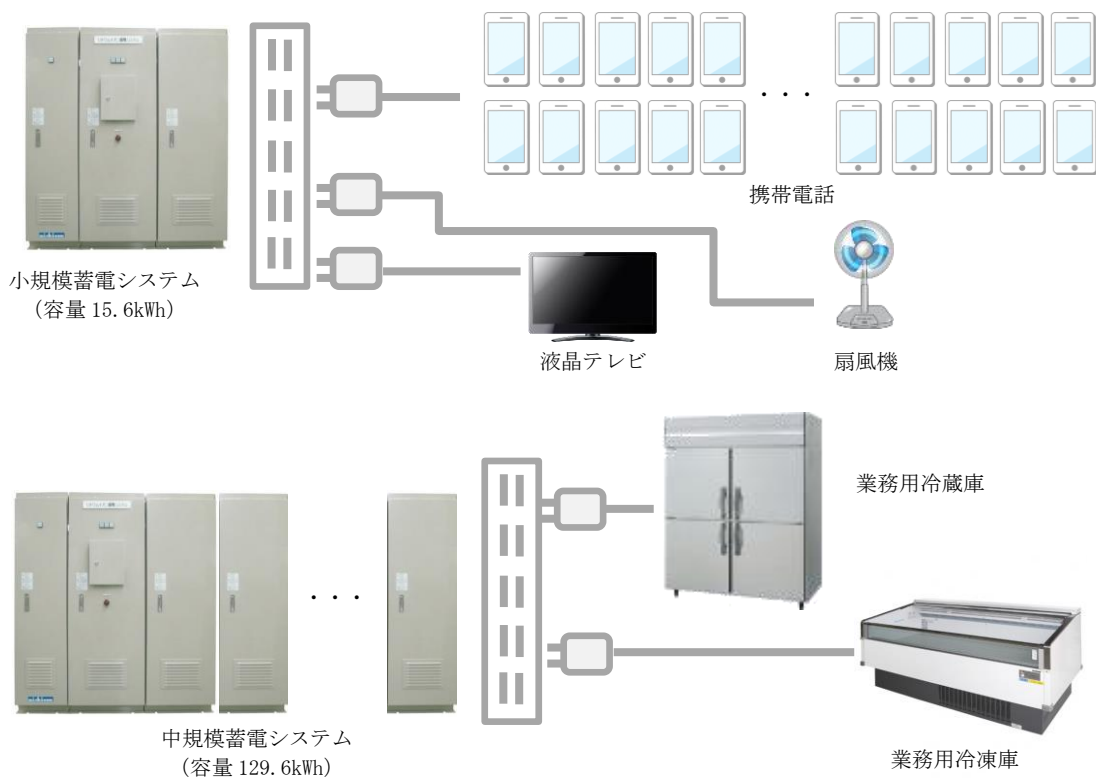 携帯電話
小規模蓄電システム
(容量 15.6kWh)
液晶テレビ
扇風機
業務用冷蔵庫
中規模蓄電システム
(容量 129.6kWh)
業務用冷凍庫